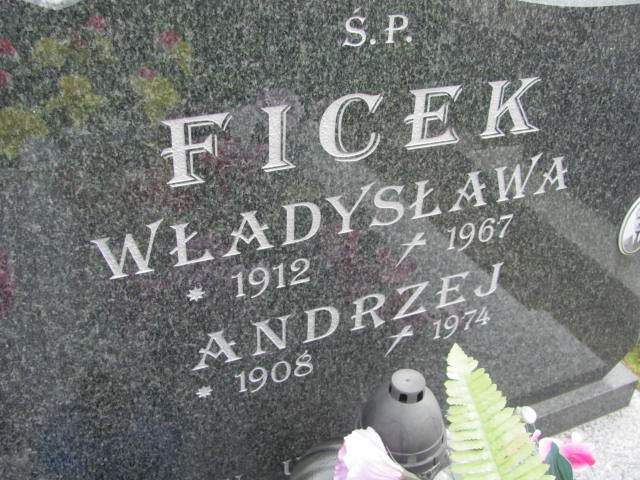 Ś.P.
FICEK
WŁADYSŁAWA
* 1912 † 1967
ANDRZEJ
* 1908 † 1974